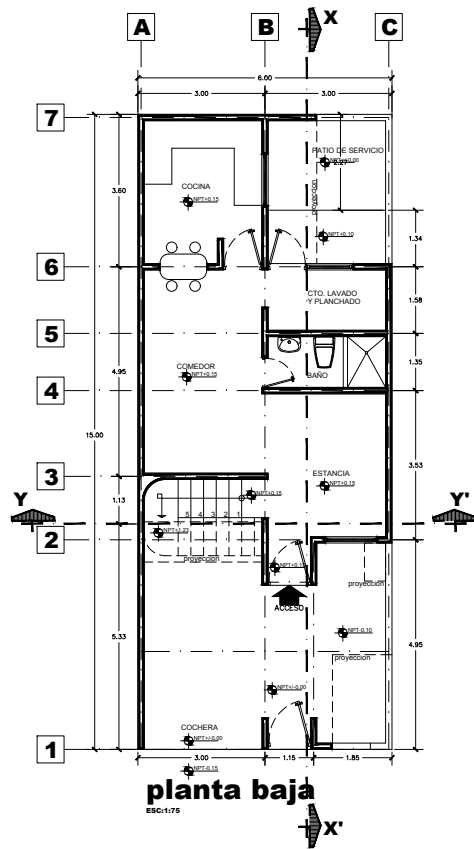 X
A
B
C
6.00
3.00
3.00
7
PATIO DE SERVICIO
NPT+/-0.00
2.27
proyeccion
3.60
COCINA
NPT+0.15
NPT+0.10
1.34
6
CTO. LAVADO
Y PLANCHADO
1.58
5
1.35
COMEDOR
NPT+0.15
BAÑO
4
4.95
15.00
3.53
3
ESTANCIA
NPT+0.15
NPT+0.15
Y
1.13
5 4 3 2 1
Y'
2
NPT+1.23
proyeccion
proyeccion
ACCESO
5.33
NPT-0.10
4.95
proyeccion
NPT+/-0.00
COCHERA
NPT+/-0.00
1
3.00
1.15
1.85
NPT-0.15
planta baja
ESC:1:75
X'